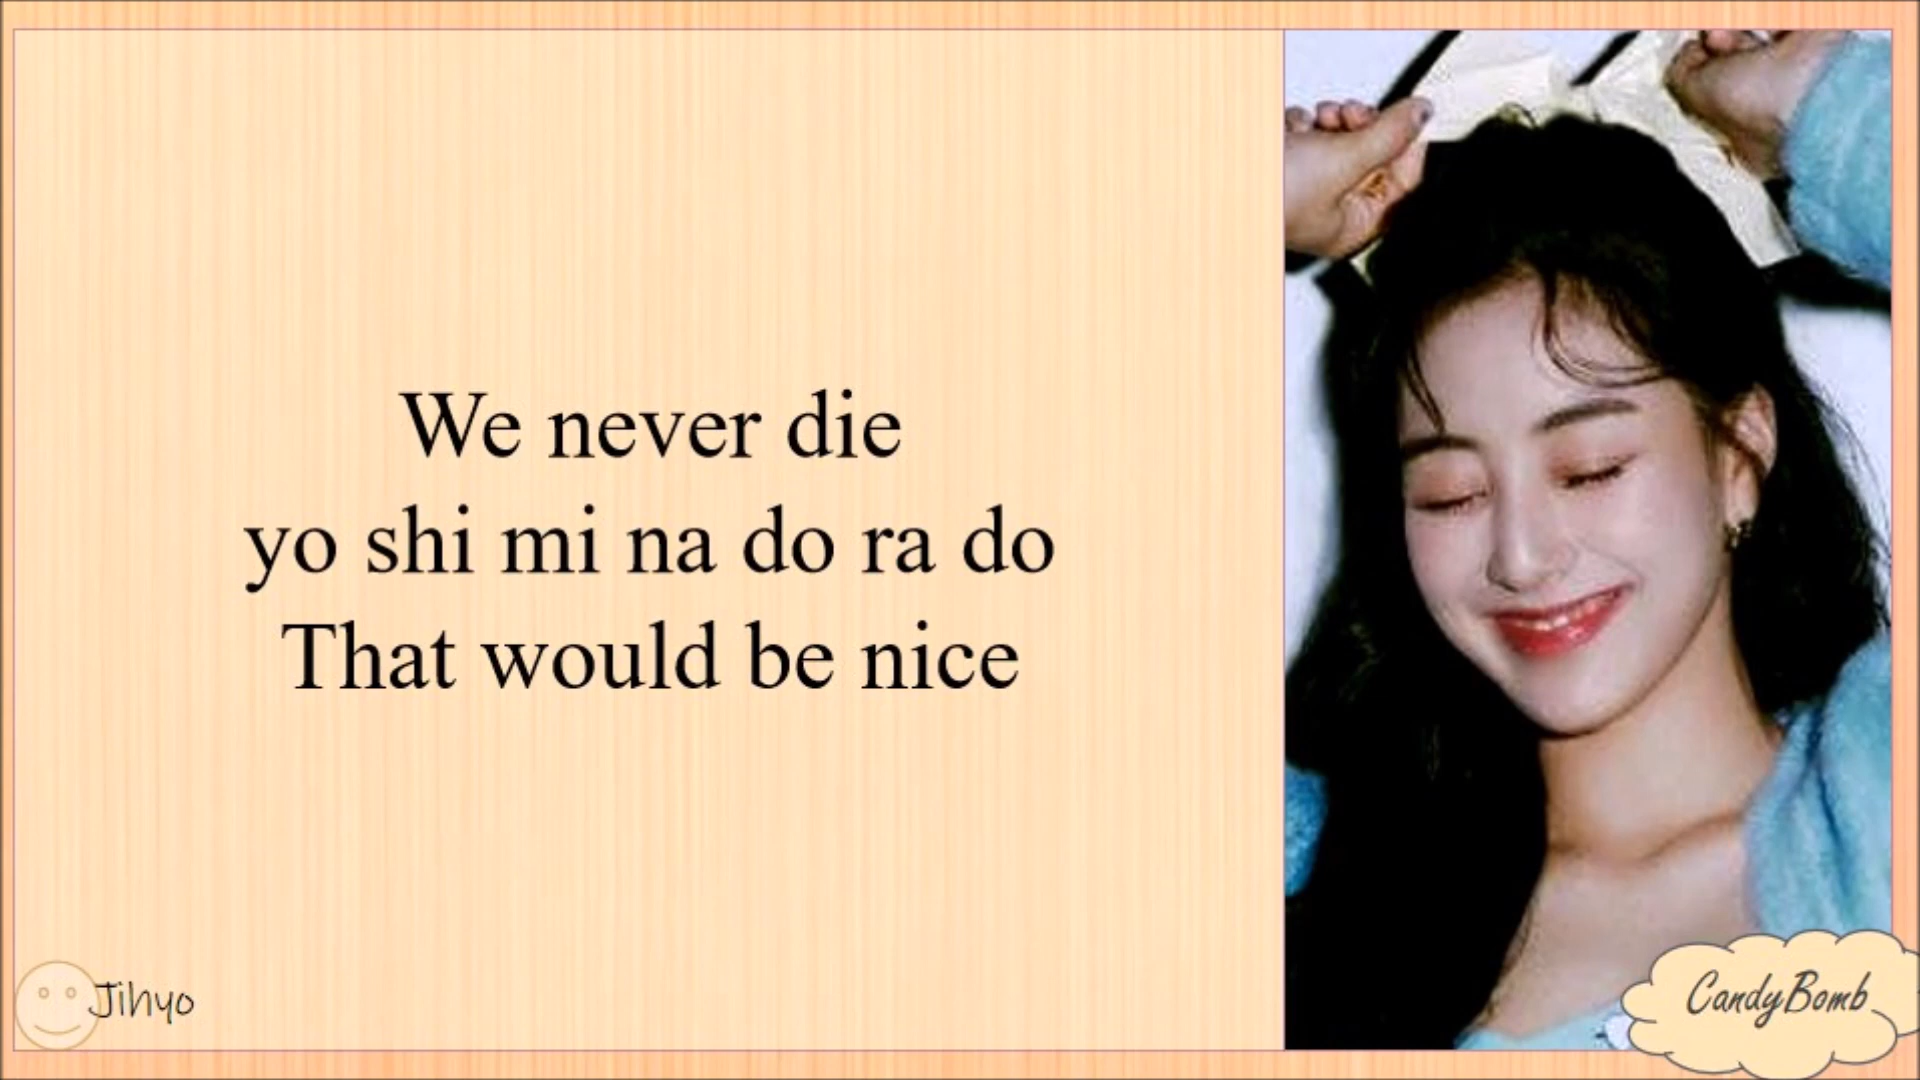 We never die
yo shi mi na do ra do
That would be nice
Jihyo
CandyBomb